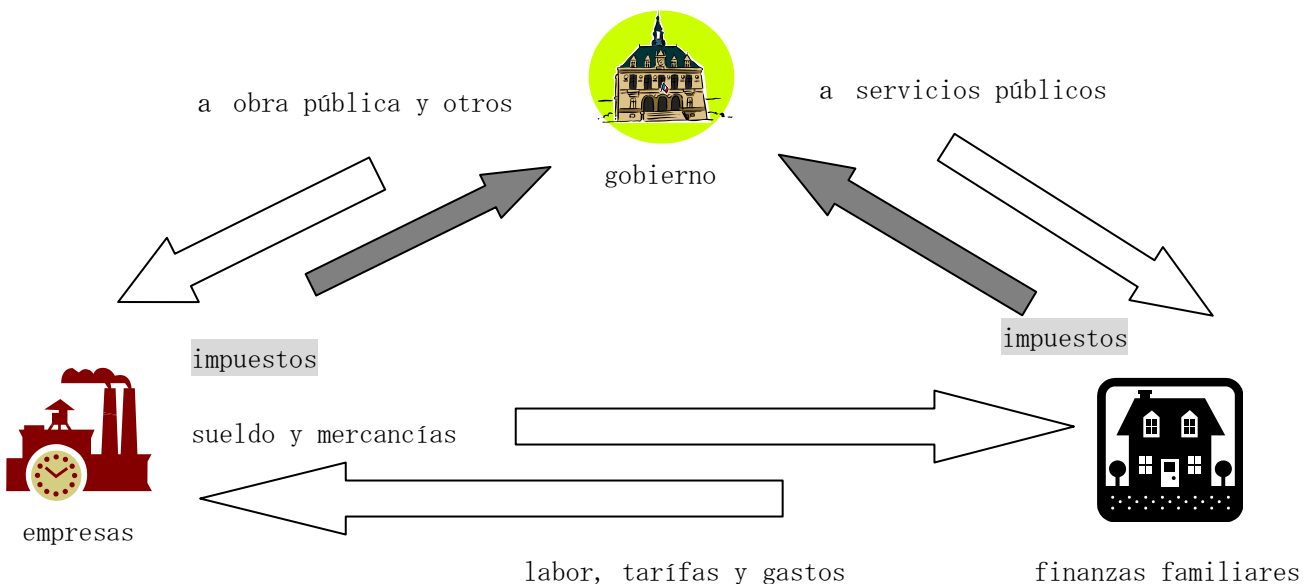 a obra pública y otros
a servicios públicos
gobierno
impuestos
impuestos
sueldo y mercancías
empresas
labor, tarífas y gastos
finanzas familiares